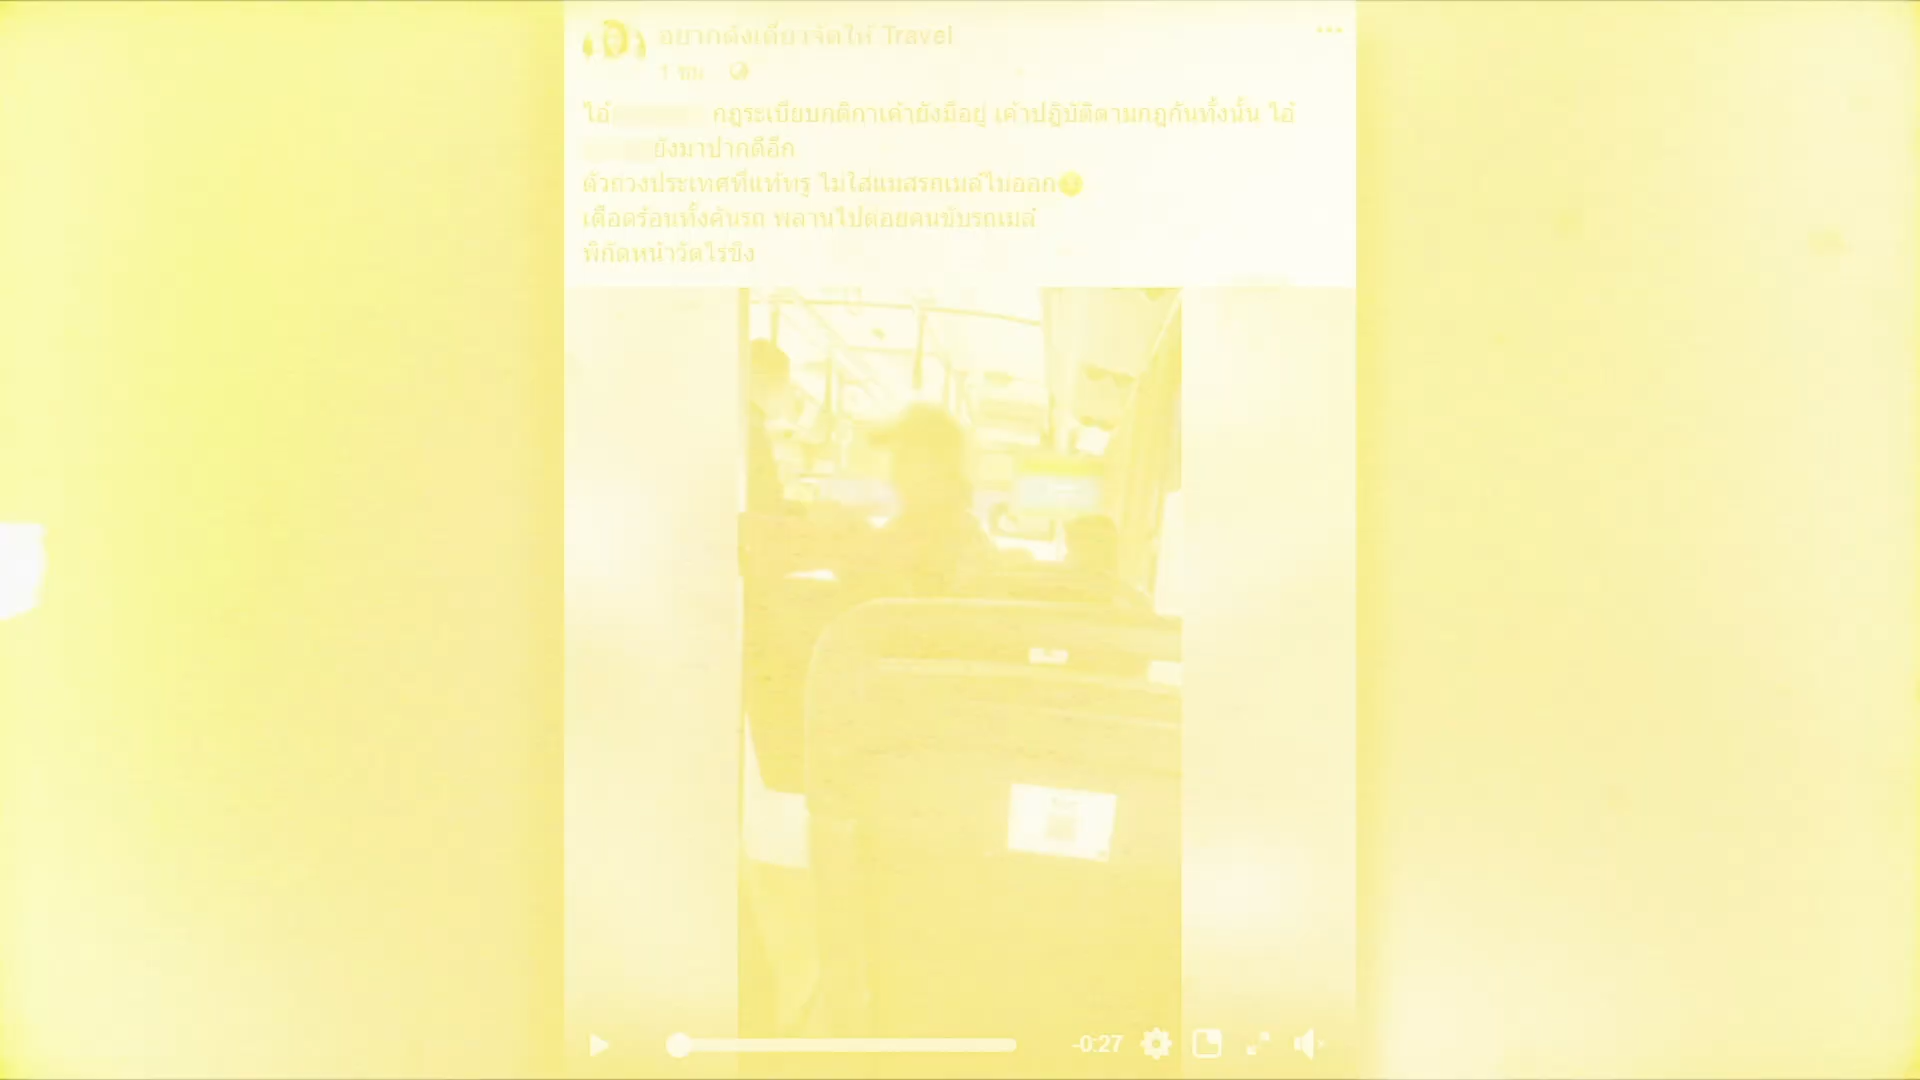 อยากดังเดี๋ยวจัดให้ Travel
1 ชม.
ไอ้ กฎระเบียบกติกาเค้ายังมีอยู่ เค้าปฏิบัติตามกฎกันทั้งนั้น ไอ้
ยังมาปากดีอีก
ตัวถ่วงประเทศที่แท้ทรู ไม่ใส่แมสรถเมล์ไม่ออก
เดือดร้อนทั้งคันรถ พลานไปต่อยคนขับรถเมล์
พิกัดหน้าวัดไร่ขิง
-0:27